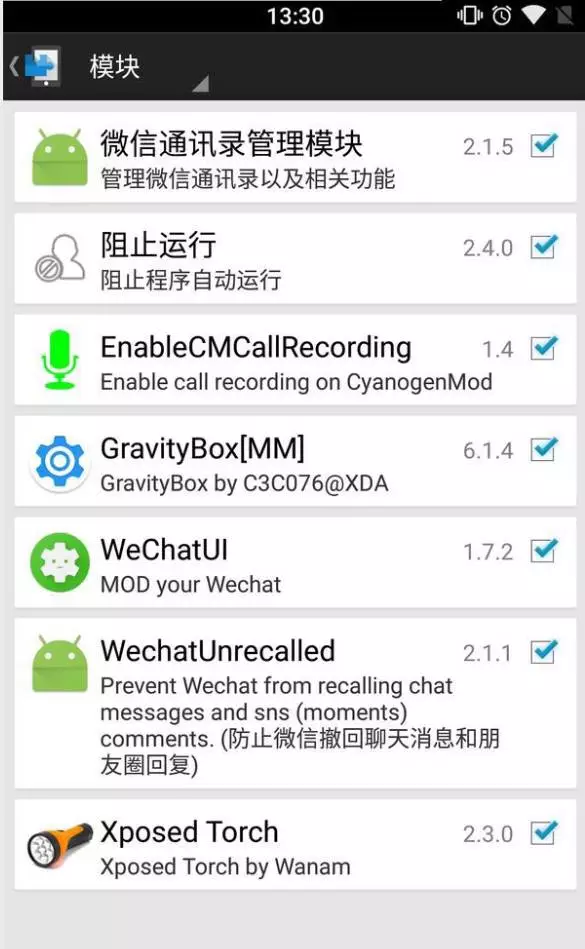 13:30
模块
微信通讯录管理模块
2.1.5
管理微信通讯录以及相关功能
阻止运行
2.4.0
阻止程序自动运行
EnableCMCallRecording
1.4
Enable call recording on CyanogenMod
GravityBox[MM]
6.1.4
GravityBox by C3C076@XDA
WeChatUI
1.7.2
MOD your Wechat
WechatUnrecalled
2.1.1
Prevent Wechat from recalling chat
messages and sns (moments)
comments. (防止微信撤回聊天消息和朋
友圈回复)
Xposed Torch
2.3.0
Xposed Torch by Wanam